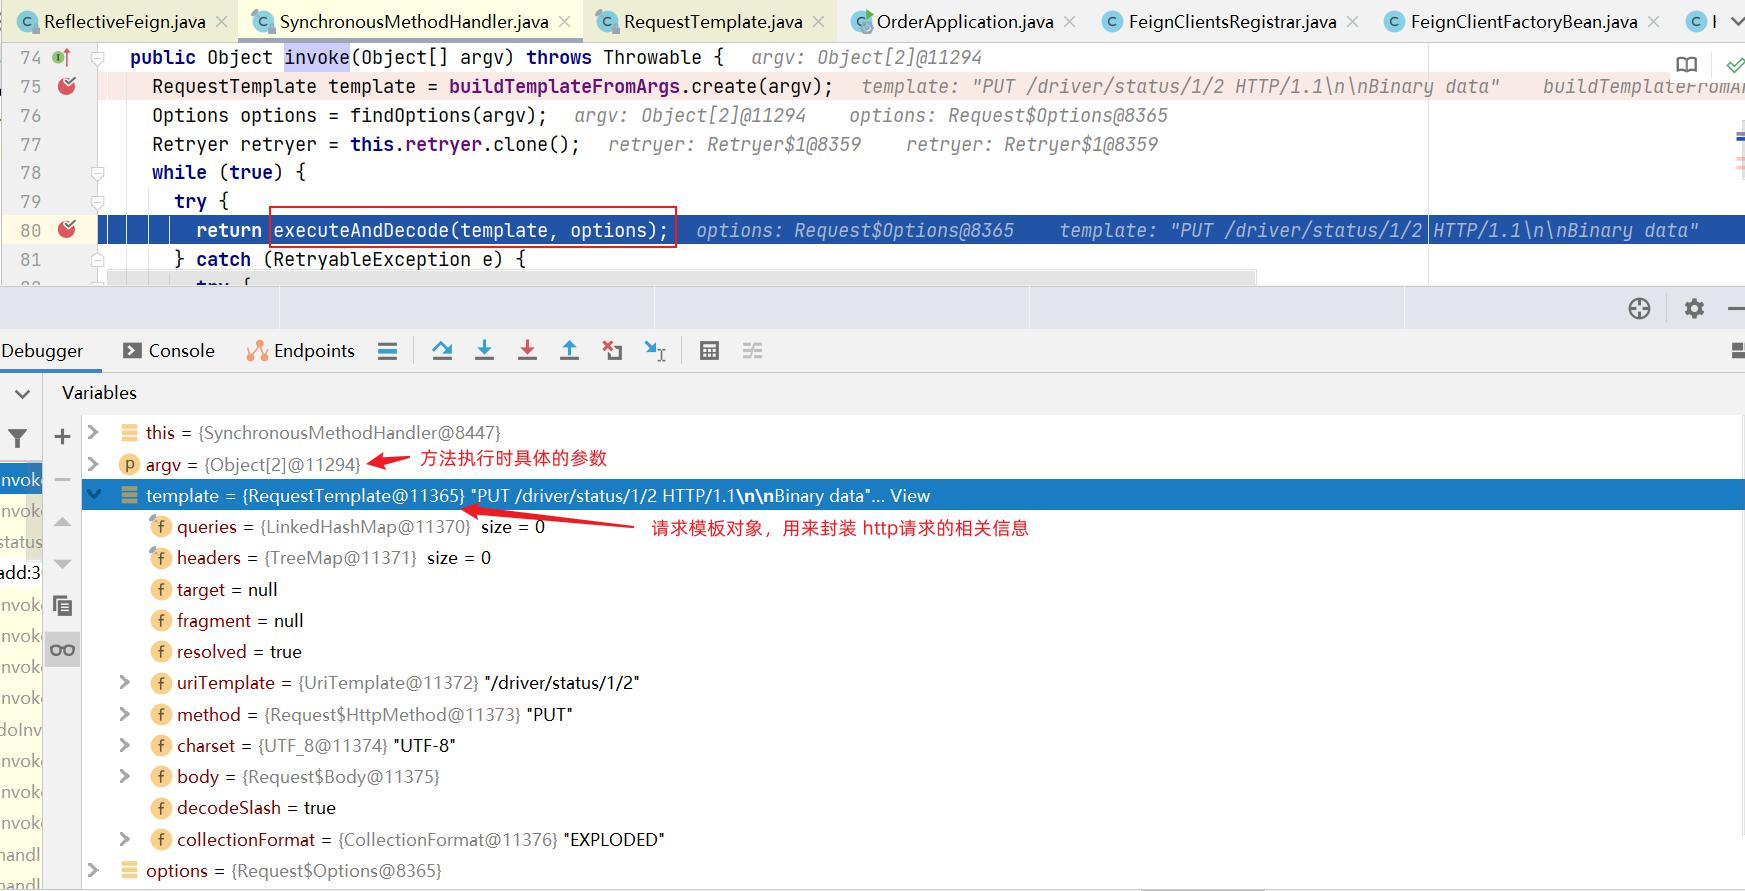 ReflectiveFeign.java SynchronousMethodHandler.java RequestTemplate.java OrderApplication.java FeignClientsRegistrar.java FeignClientFactoryBean.java
74 public Object invoke(Object[] argv) throws Throwable { argv: Object[2]@11294
75 RequestTemplate template = buildTemplateFromArgs.create(argv); template: "PUT /driver/status/1/2 HTTP/1.1\n\nBinary data" buildTemplateFromAr
76 Options options = findOptions(argv); argv: Object[2]@11294 options: Request$Options@8365
77 Retryer retryer = this.retryer.clone(); retryer: Retryer$1@8359 retryer: Retryer$1@8359
78 while (true) {
79 try {
80 return executeAndDecode(template, options); options: Request$Options@8365 template: "PUT /driver/status/1/2 HTTP/1.1\n\nBinary data"
81 } catch (RetryableException e) {
try {
Debugger Console Endpoints
Variables
this = {SynchronousMethodHandler@8447}
argv = {Object[2]@11294} 方法执行时具体的参数
nvok template = {RequestTemplate@11365} "PUT /driver/status/1/2 HTTP/1.1\n\nBinary data"... View
nvok queries = {LinkedHashMap@11370} size = 0 请求模板对象，用来封装 http请求的相关信息
status headers = {TreeMap@11371} size = 0
add:3 target = null
nvok fragment = null
nvok resolved = true
nvok uriTemplate = {UriTemplate@11372} "/driver/status/1/2"
nvok method = {Request$HttpMethod@11373} "PUT"
doInv charset = {UTF_8@11374} "UTF-8"
nvok body = {Request$Body@11375}
nvok decodeSlash = true
nvok collectionFormat = {CollectionFormat@11376} "EXPLODED"
handl options = {Request$Options@8365}
handl